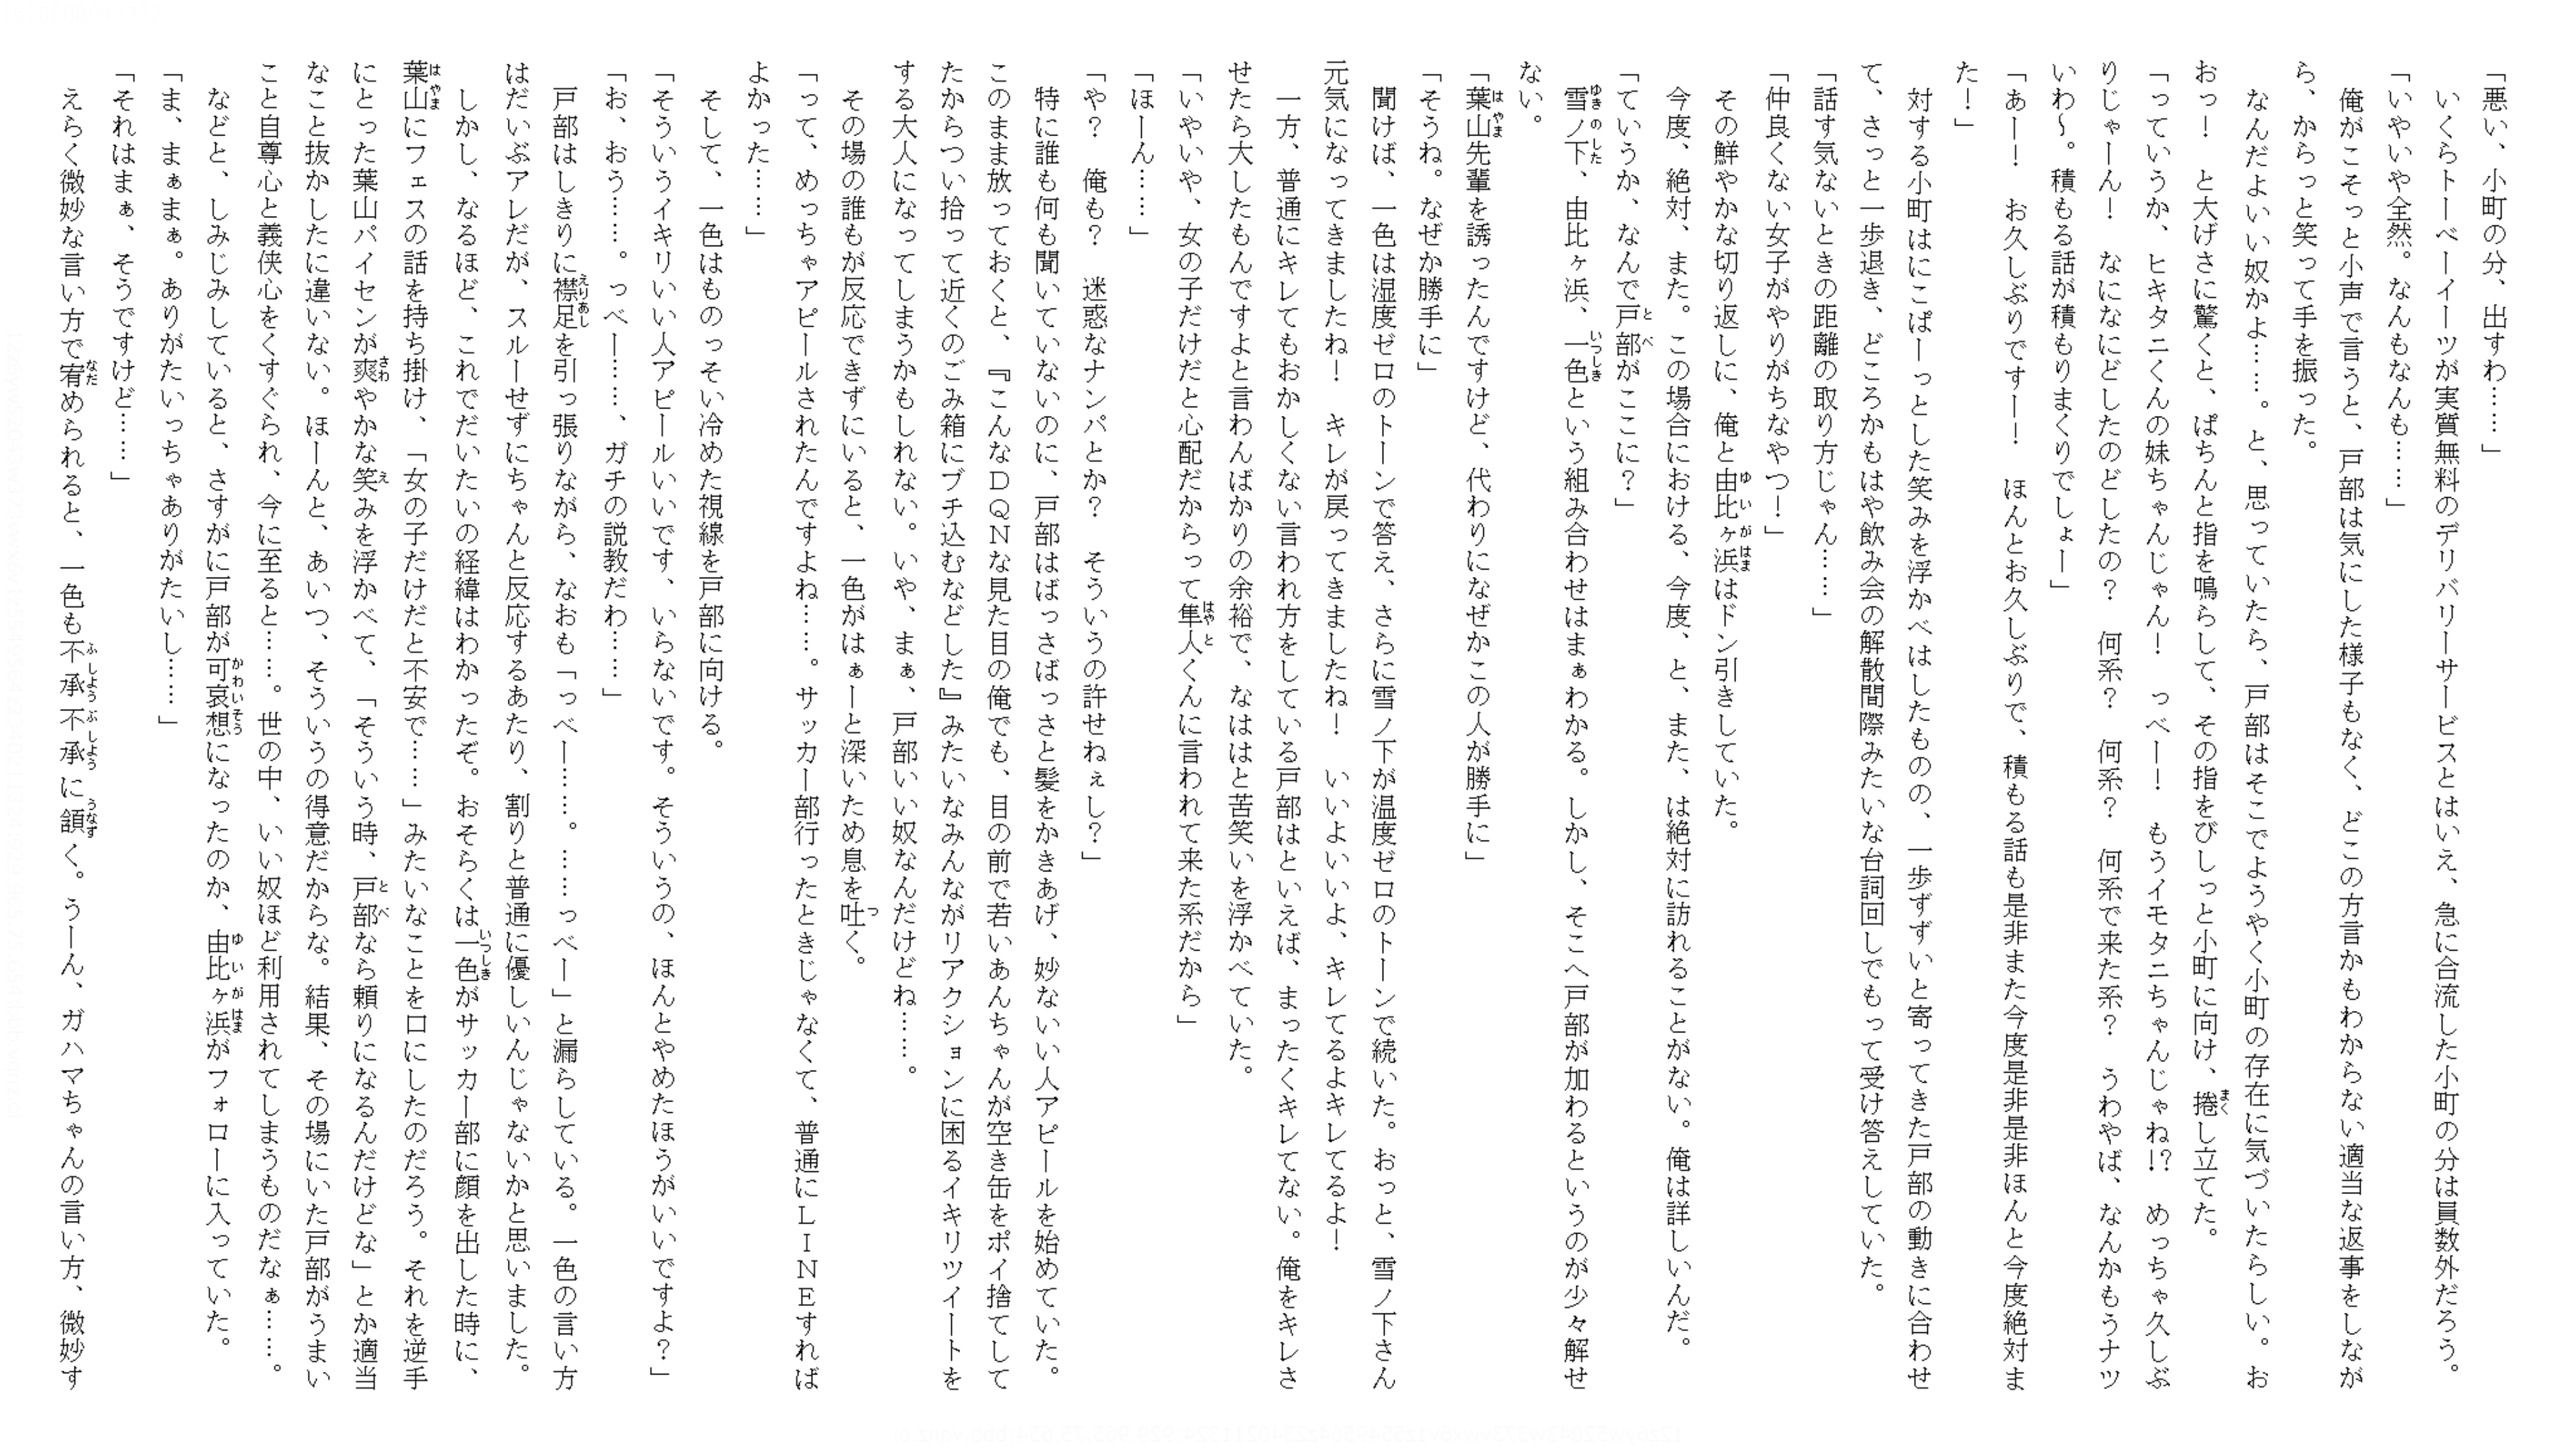 「悪い、小町の分、出すわ……」
　いくらトーベーイーツが実質無料のデリバリーサービスとはいえ、急に合流した小町の分は員数外だろう。
「いやいや全然。なんもなんも……」
　俺がこそっと小声で言うと、戸部は気にした様子もなく、どこの方言かもわからない適当な返事をしなが
ら、からっと笑って手を振った。
　なんだよいい奴かよ……。と、思っていたら、戸部はそこでようやく小町の存在に気づいたらしい。お
おっ！　と大げさに驚くと、ぱちんと指を鳴らして、その指をびしっと小町に向け、捲し立てた。
「っていうか、ヒキタニくんの妹ちゃんじゃん！　っべー！　もうイモタニちゃんじゃね!?　めっちゃ久しぶ
りじゃーん！　なになにどしたのどしたの？　何系？　何系？　何系で来た系？　うわやば、なんかもうナツ
いわ〜。積もる話が積もりまくりでしょー」
「あー！　お久しぶりですー！　ほんとお久しぶりで、積もる話も是非また今度是非是非ほんと今度絶対ま
た！」
　対する小町はにこぱーっとした笑みを浮かべはしたものの、一歩ずずいと寄ってきた戸部の動きに合わせ
て、さっと一歩退き、どころかもはや飲み会の解散間際みたいな台詞回しでもって受け答えしていた。
「話す気ないときの距離の取り方じゃん……」
「仲良くない女子がやりがちなやつ！」
　その鮮やかな切り返しに、俺と由比ヶ浜はドン引きしていた。
　今度、絶対、また。この場合における、今度、と、また、は絶対に訪れることがない。俺は詳しいんだ。
「ていうか、なんで戸部がここに？」
　雪ノ下、由比ヶ浜、一色という組み合わせはまぁわかる。しかし、そこへ戸部が加わるというのが少々解せ
ない。
「葉山先輩を誘ったんですけど、代わりになぜかこの人が勝手に」
「そうね。なぜか勝手に」
　聞けば、一色は湿度ゼロのトーンで答え、さらに雪ノ下が温度ゼロのトーンで続いた。おっと、雪ノ下さん
元気になってきましたね！　キレが戻ってきましたね！　いいよいいよ、キレてるよキレてるよ！
　一方、普通にキレてもおかしくない言われ方をしている戸部はといえば、まったくキレてない。俺をキレさ
せたら大したもんですよと言わんばかりの余裕で、なははと苦笑いを浮かべていた。
「いやいや、女の子だけだと心配だからって隼人くんに言われて来た系だから」
「ほーん……」
「や？　俺も？　迷惑なナンパとか？　そういうの許せねぇし？」
　特に誰も何も聞いていないのに、戸部はばっさばっさと髪をかきあげ、妙ないい人アピールを始めていた。
このまま放っておくと、『こんなＤＱＮな見た目の俺でも、目の前で若いあんちゃんが空き缶をポイ捨てして
たからつい拾って近くのごみ箱にブチ込むなどした』みたいなみんながリアクションに困るイキリツイートを
する大人になってしまうかもしれない。いや、まぁ、戸部いい奴なんだけどね……。
　その場の誰もが反応できずにいると、一色がはぁーと深いため息を吐く。
「って、めっちゃアピールされたんですよね……。サッカー部行ったときじゃなくて、普通にＬＩＮＥすれば
よかった……」
　そして、一色はものっそい冷めた視線を戸部に向ける。
「そういうイキリいい人アピールいいです、いらないです。そういうの、ほんとやめたほうがいいですよ？」
「お、おう……。っべー……、ガチの説教だわ……」
　戸部はしきりに襟足を引っ張りながら、なおも「っべー……。……っべー」と漏らしている。一色の言い方
はだいぶアレだが、スルーせずにちゃんと反応するあたり、割りと普通に優しいんじゃないかと思いました。
　しかし、なるほど、これでだいたいの経緯はわかったぞ。おそらくは一色がサッカー部に顔を出した時に、
葉山にフェスの話を持ち掛け、「女の子だけだと不安で……」みたいなことを口にしたのだろう。それを逆手
にとった葉山パイセンが爽やかな笑みを浮かべて、「そういう時、戸部なら頼りになるんだけどな」とか適当
なこと抜かしたに違いない。ほーんと、あいつ、そういうの得意だからな。結果、その場にいた戸部がうまい
こと自尊心と義侠心をくすぐられ、今に至ると……。世の中、いい奴ほど利用されてしまうものだなぁ……。
　などと、しみじみしていると、さすがに戸部が可哀想になったのか、由比ヶ浜がフォローに入っていた。
「ま、まぁまぁ。ありがたいっちゃありがたいし……」
「それはまぁ、そうですけど……」
　えらく微妙な言い方で宥められると、一色も不承不承に頷く。うーん、ガハマちゃんの言い方、微妙す